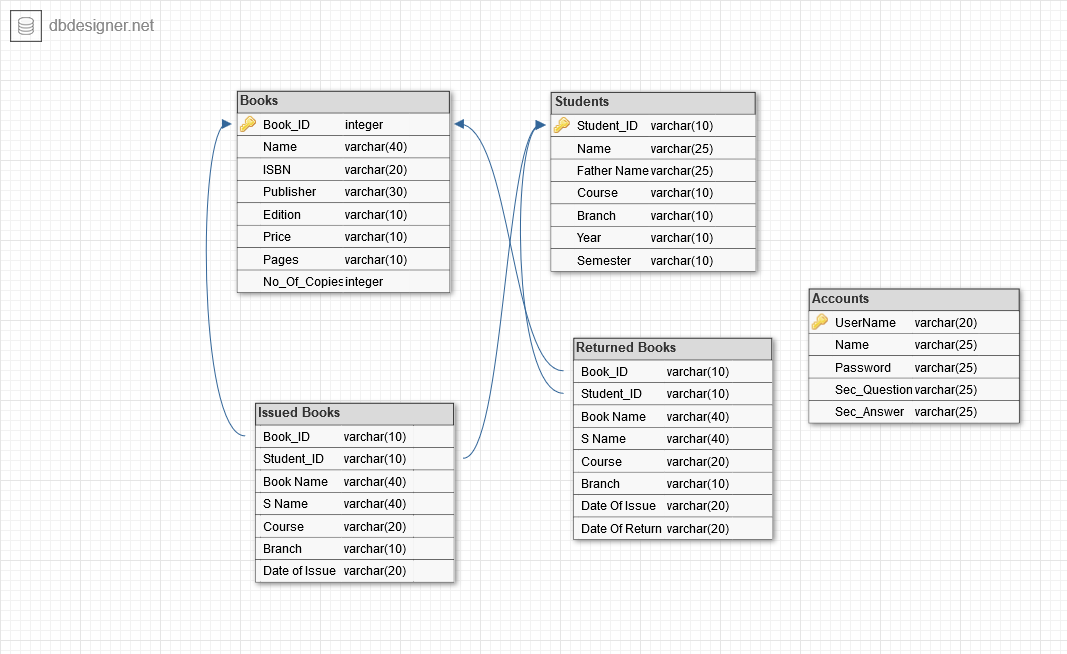 dbdesigner.net
Books
Book_ID integer
Name varchar(40)
ISBN varchar(20)
Publisher varchar(30)
Edition varchar(10)
Price varchar(10)
Pages varchar(10)
No_Of_Copies integer
Students
Student_ID varchar(10)
Name varchar(25)
Father Name varchar(25)
Course varchar(10)
Branch varchar(10)
Year varchar(10)
Semester varchar(10)
Accounts
UserName varchar(20)
Name varchar(25)
Password varchar(25)
Sec_Question varchar(25)
Sec_Answer varchar(25)
Returned Books
Book_ID varchar(10)
Student_ID varchar(10)
Book Name varchar(40)
S Name varchar(40)
Course varchar(20)
Branch varchar(10)
Date Of Issue varchar(20)
Date Of Return varchar(20)
Issued Books
Book_ID varchar(10)
Student_ID varchar(10)
Book Name varchar(40)
S Name varchar(40)
Course varchar(20)
Branch varchar(10)
Date of Issue varchar(20)